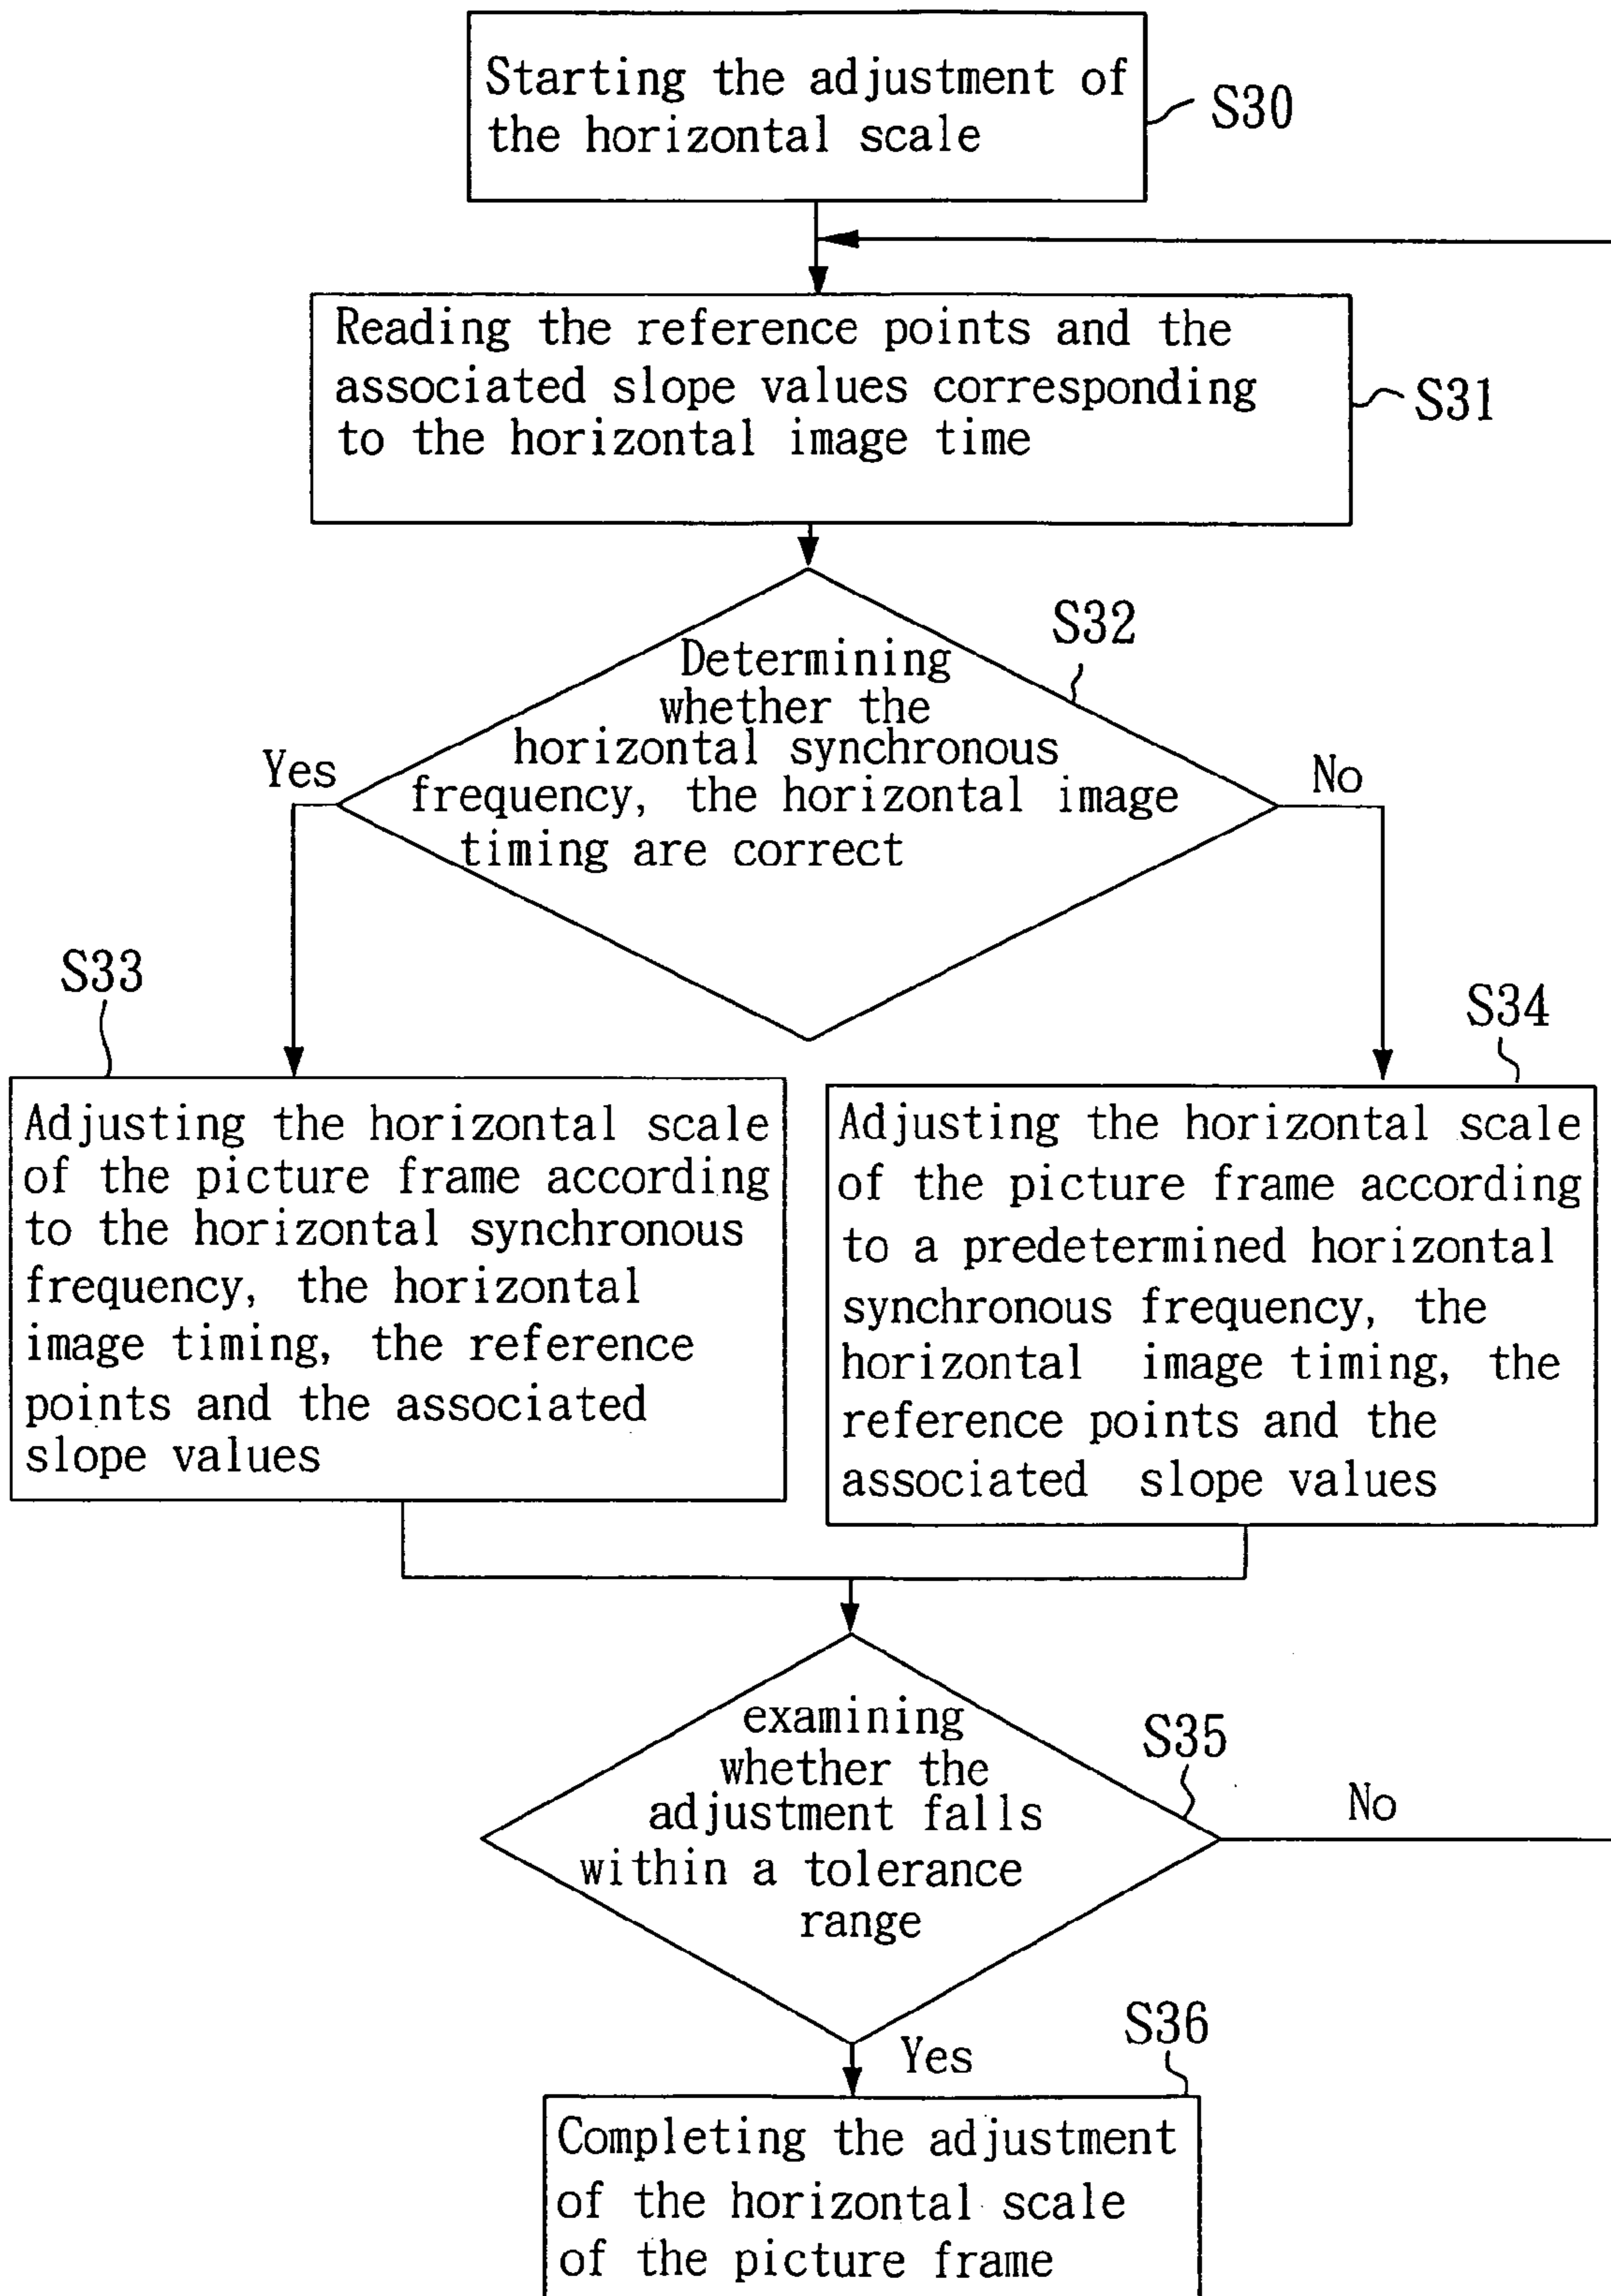 Starting the adjustment of
the horizontal scale
S30
Reading the reference points and the
associated slope values corresponding
to the horizontal image time
S31
S32
Determining
whether the
horizontal synchronous
frequency, the horizontal image
timing are correct
Yes
No
S33
Adjusting the horizontal scale
of the picture frame according
to the horizontal synchronous
frequency, the horizontal
image timing, the reference
points and the associated
slope values
S34
Adjusting the horizontal scale
of the picture frame according
to a predetermined horizontal
synchronous frequency, the
horizontal image timing, the
reference points and the
associated slope values
examining
whether the
adjustment falls
within a tolerance
range
S35
No
Yes
S36
Completing the adjustment
of the horizontal scale
of the picture frame